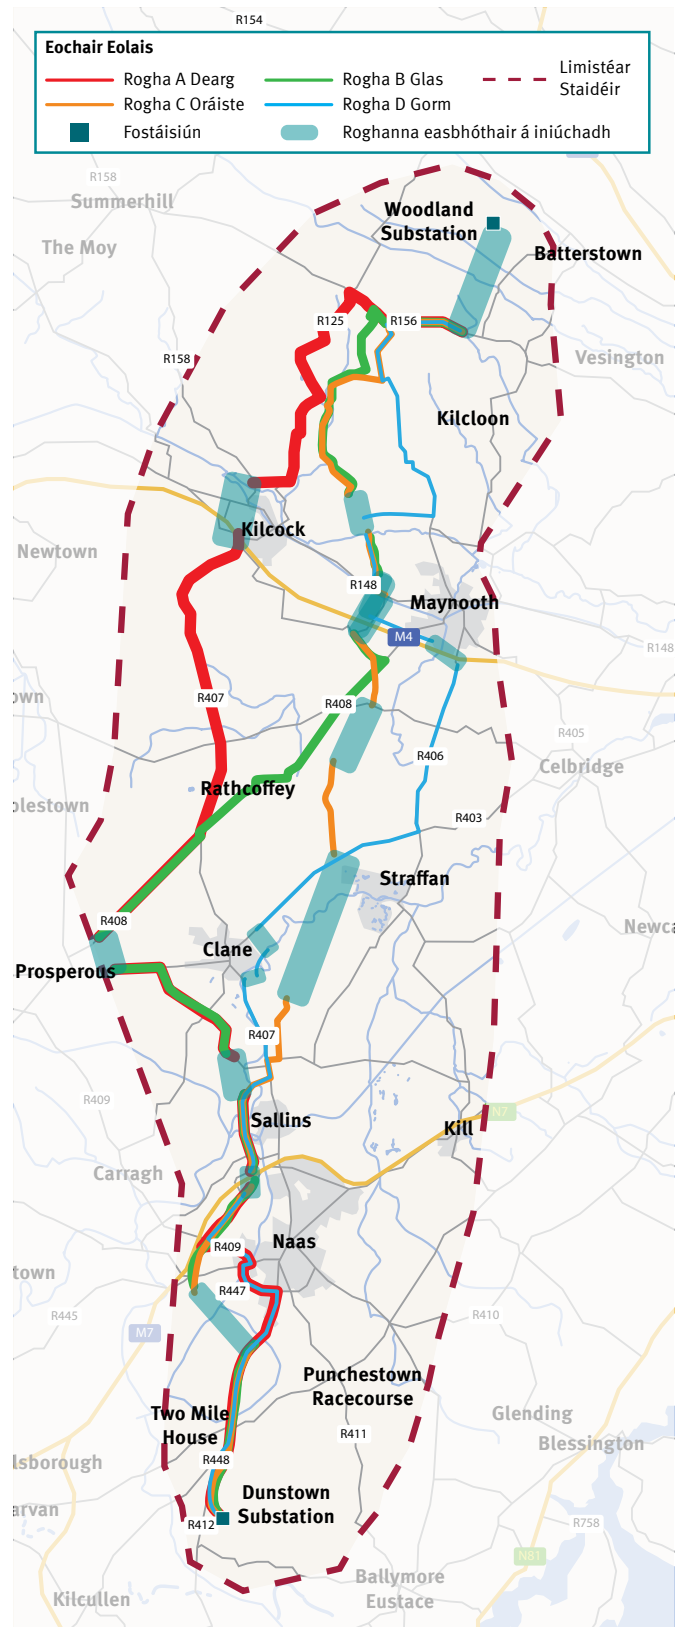 R154
Eochair Eolais
Rogha A Dearg
Rogha B Glas
Limistéar
Staidéir
Rogha C Oráiste
Rogha D Gorm
Fostáisiún
Roghanna easbhóthair á iniúchadh
R158
Summerhill
Woodland
Substation
The Moy
Batterstown
R125
R156
R158
Vesington
Kilcloon
Kilcock
Newtown
R148
Maynooth
M4
R148
R407
own
R408
R405
R406
Celbridge
Rathcoffey
plestown
R403
Straffan
R408
Newca
Clane
Prosperous
R407
R409
N7
Sallins
Kill
Carragh
Naas
R409
town
R447
R445
R410
M7
Punchestown
Racecourse
Two Mile
House
Glending
R411
Blessington
R448
llsborough
Dunstown
Substation
arvan
R412
R758
N81
Ballymore
Eustace
Kilcullen